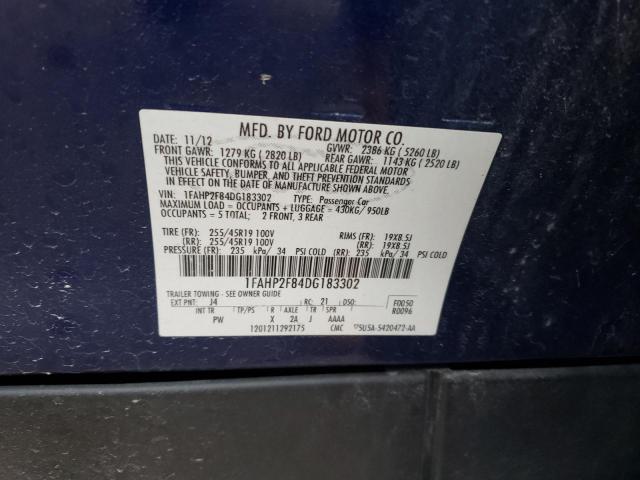 MFD. BY FORD MOTOR CO.
DATE: 11/12 GVWR: 2386 KG ( 5260 LB)
FRONT GAWR: 1279 KG ( 2820 LB) REAR GAWR: 1143 KG ( 2520 LB)
THIS VEHICLE CONFORMS TO ALL APPLICABLE FEDERAL MOTOR
VEHICLE SAFETY, BUMPER, AND THEFT PREVENTION STANDARDS
IN EFFECT ON THE DATE OF MANUFACTURE SHOWN ABOVE.
VIN: 1FAHP2F84DG183302 TYPE: Passenger Car
MAXIMUM LOAD = OCCUPANTS + LUGGAGE = 430KG/ 950LB
OCCUPANTS = 5 TOTAL: 2 FRONT, 3 REAR
TIRE (FR): 255/45R19 100V RIMS (FR): 19X8.5J
(RR): 255/45R19 100V (RR): 19X8.5J
PRESSURE (FR): 235 kPa/ 34 PSI COLD (RR): 235 kPa/ 34 PSI COLD
1FAHP2F84DG183302
TRAILER TOWING - SEE OWNER GUIDE
EXT PNT: J4 RC: 21 DSO: F0050
R0096
INT TR TP/PS R AXLE TR SPR
PW X 2A J AAAA
1201211292175 CMC 5U5A-5420472-AA